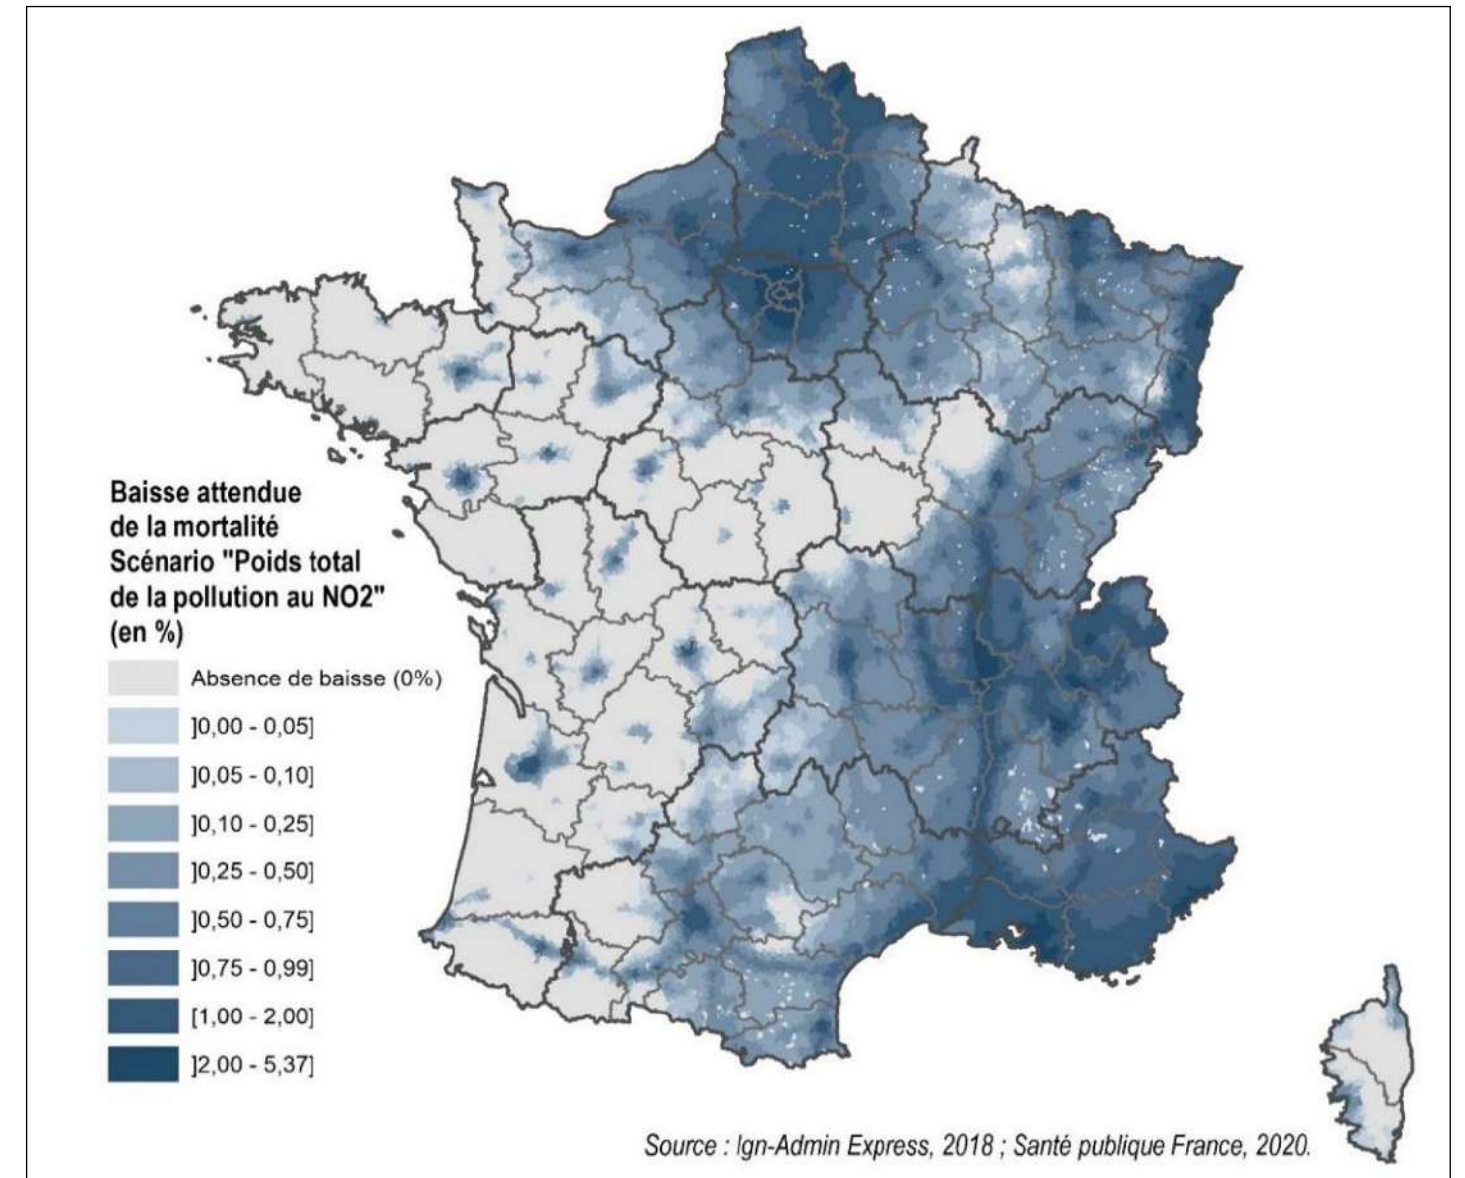 Baisse attendue
de la mortalité
Scénario "Poids total
de la pollution au NO2"
(en %)
Absence de baisse (0%)
]0,00 - 0,05]
]0,05 - 0,10]
]0,10 - 0,25]
]0,25 - 0,50]
]0,50 - 0,75]
]0,75 - 0,99]
[1,00 - 2,00]
]2,00 - 5,37]
Source : Ign-Admin Express, 2018 ; Santé publique France, 2020.